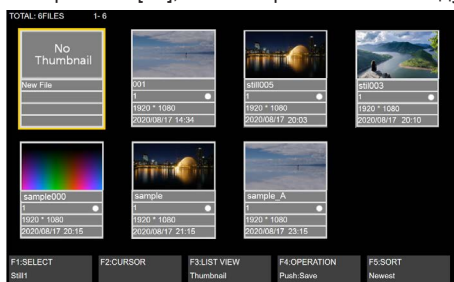 TOTAL: 6FILES 1- 6
No
Thumbnail
New File
001
1
1920 * 1080
2020/08/17 14:34
still005
1
1920 * 1080
2020/08/17 20:03
still003
1
1920 * 1080
2020/08/17 20:10
sample000
1
1920 * 1080
2020/08/17 20:15
sample
1
1920 * 1080
2020/08/17 21:15
sample_A
1
1920 * 1080
2020/08/17 23:15
F1:SELECT
Still1
F2:CURSOR
F3:LIST VIEW
Thumbnail
F4:OPERATION
Push:Save
F5:SORT
Newest